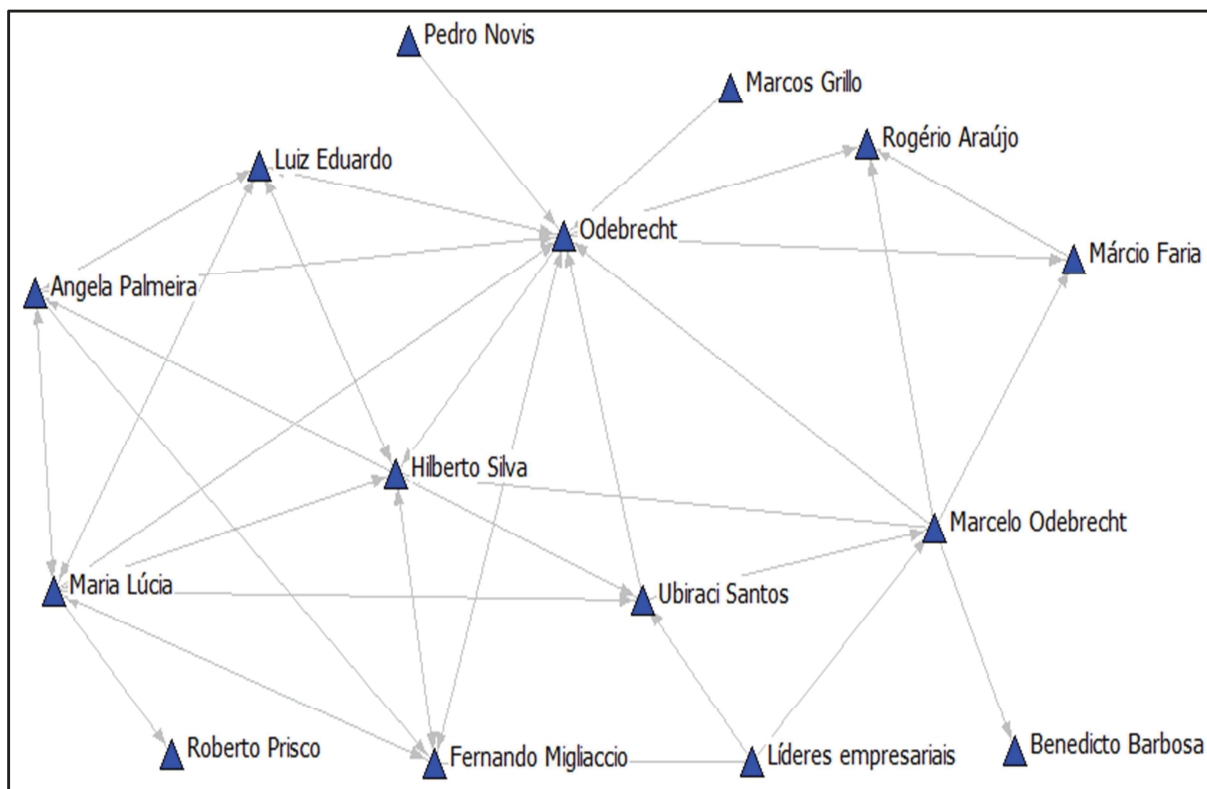 Pedro Novis
Marcos Grillo
Rogério Araújo
Luiz Eduardo
Odebrecht
Márcio Faria
Angela Palmeira
Hilberto Silva
Marcelo Odebrecht
Maria Lúcia
Ubiraci Santos
Roberto Prisco
Fernando Migliaccio
Líderes empresariais
Benedicto Barbosa